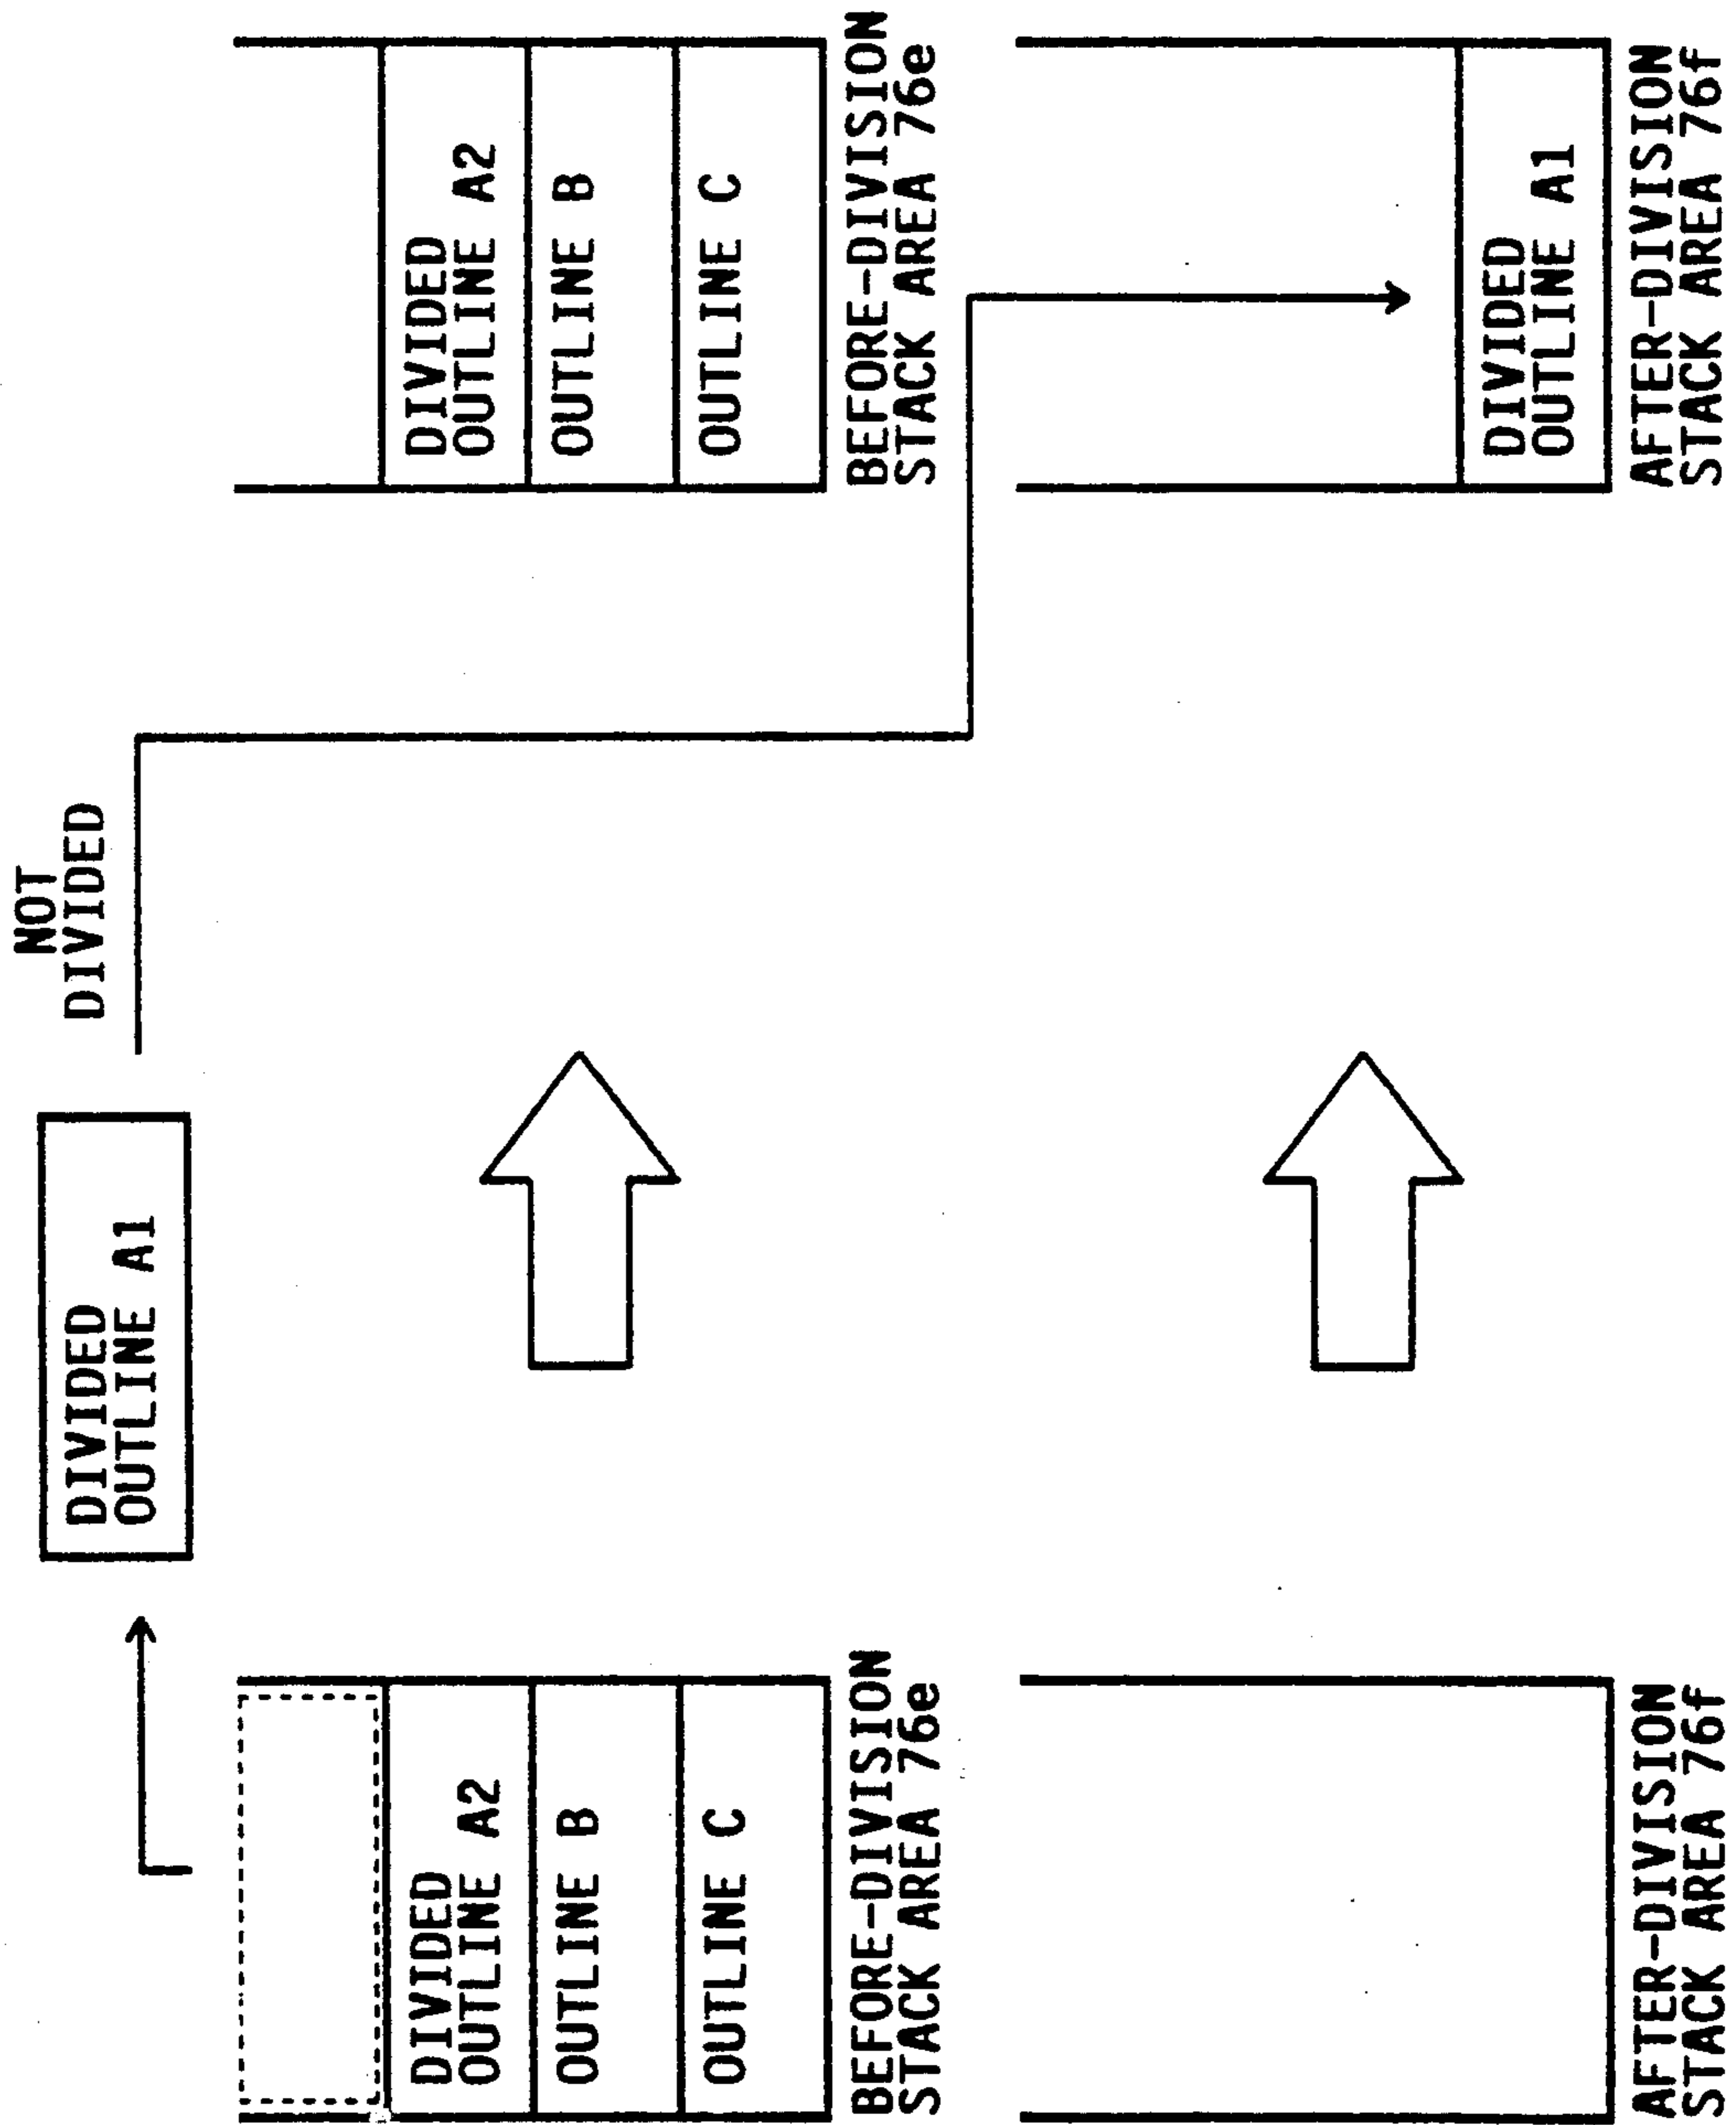 DIVIDED
OUTLINE A1
NOT
DIVIDED
DIVIDED
OUTLINE A2
OUTLINE B
OUTLINE C
BEFORE-DIVISION
STACK AREA 76e
DIVIDED
OUTLINE A2
OUTLINE B
OUTLINE C
BEFORE-DIVISION
STACK AREA 76e
AFTER-DIVISION
STACK AREA 76f
DIVIDED
OUTLINE A1
AFTER-DIVISION
STACK AREA 76f